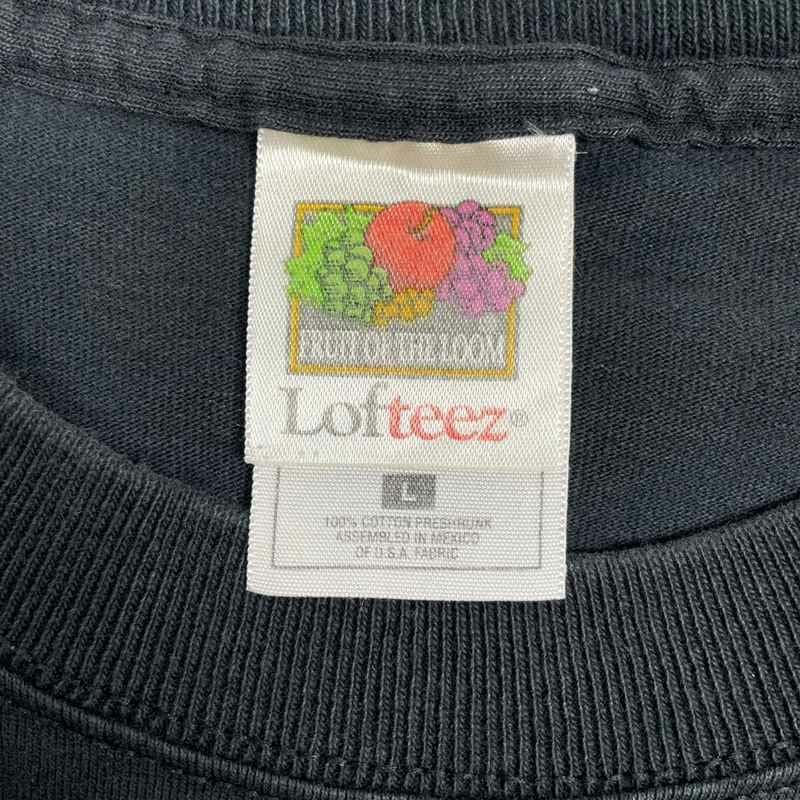 FRUIT OF THE LOOM
Lofteez®
L
100% COTTON PRESHRUNK
ASSEMBLED IN MEXICO
OF U.S.A. FABRIC